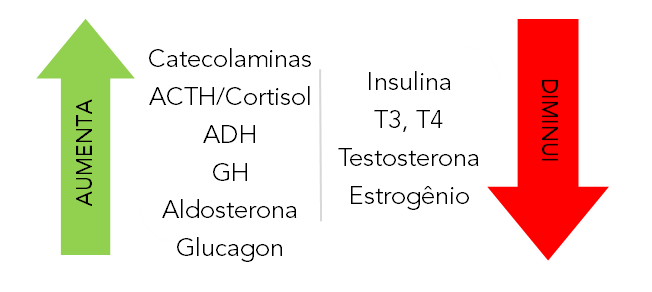 AUMENTA
Catecolaminas
ACTH/Cortisol
ADH
GH
Aldosterona
Glucagon
Insulina
T3, T4
Testosterona
Estrogênio
DIMINUI